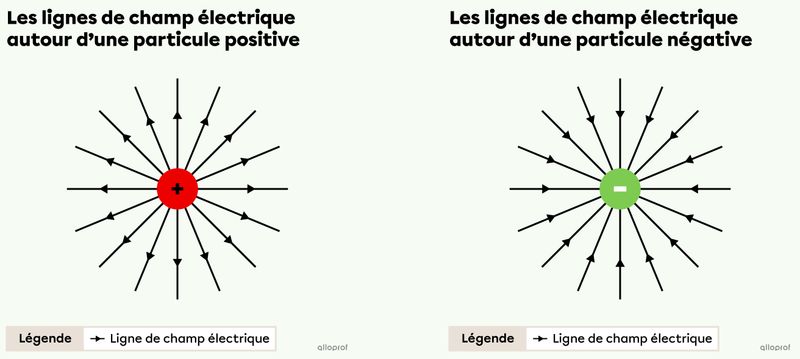 Les lignes de champ électrique
autour d’une particule positive
+
Légende
Ligne de champ électrique
alloprof
Les lignes de champ électrique
autour d’une particule négative
-
Légende
Ligne de champ électrique
alloprof